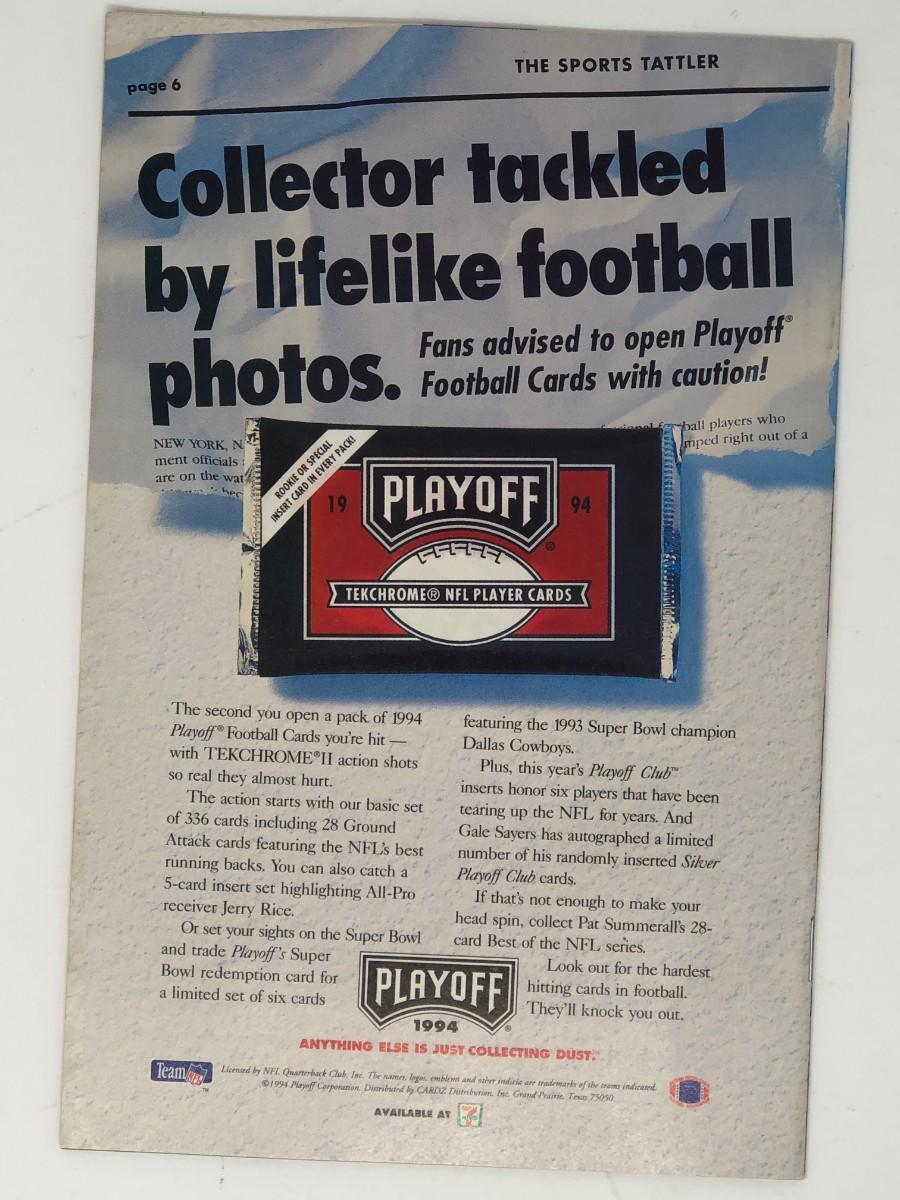 page 6
THE SPORTS TATTLER
Collector tackled
by lifelike football
photos.
Fans advised to open Playoff®
Football Cards with caution!
NEW YORK, N
ment officials
are on the wat
ball players who
mped right out of a
ROOKIE OR SPECIAL
INSERT CARD IN EVERY PACK!
19 PLAYOFF 94
®
TEKCHROME® NFL PLAYER CARDS
The second you open a pack of 1994
Playoff® Football Cards you're hit —
with TEKCHROME®II action shots
so real they almost hurt.
The action starts with our basic set
of 336 cards including 28 Ground
Attack cards featuring the NFL's best
running backs. You can also catch a
5-card insert set highlighting All-Pro
receiver Jerry Rice.
Or set your sights on the Super Bowl
and trade Playoff's Super
Bowl redemption card for
a limited set of six cards
featuring the 1993 Super Bowl champion
Dallas Cowboys.
Plus, this year's Playoff Club™
inserts honor six players that have been
tearing up the NFL for years. And
Gale Sayers has autographed a limited
number of his randomly inserted Silver
Playoff Club cards.
If that's not enough to make your
head spin, collect Pat Summerall's 28-
card Best of the NFL series.
Look out for the hardest
hitting cards in football.
They'll knock you out.
PLAYOFF
1994 ®
ANYTHING ELSE IS JUST COLLECTING DUST.
Team NFL ™
Licensed by NFL Quarterback Club, Inc. The names, logos, emblems and other indicia are trademarks of the teams indicated.
©1994 Playoff Corporation. Distributed by CARDZ Distribution, Inc. Grand Prairie, Texas 75050.
AVAILABLE AT 7 ELEVEN